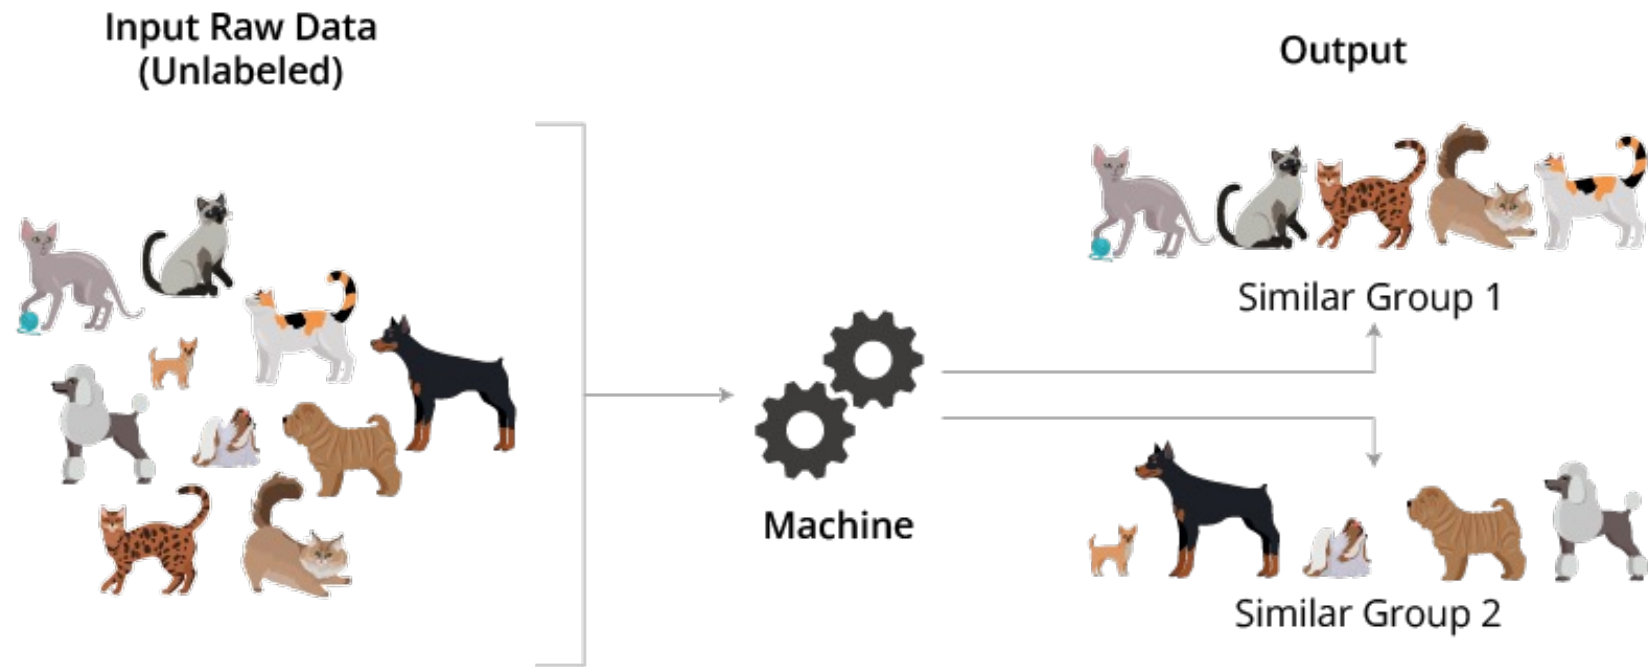 Input Raw Data
(Unlabeled)
Output
Similar Group 1
Machine
Similar Group 2